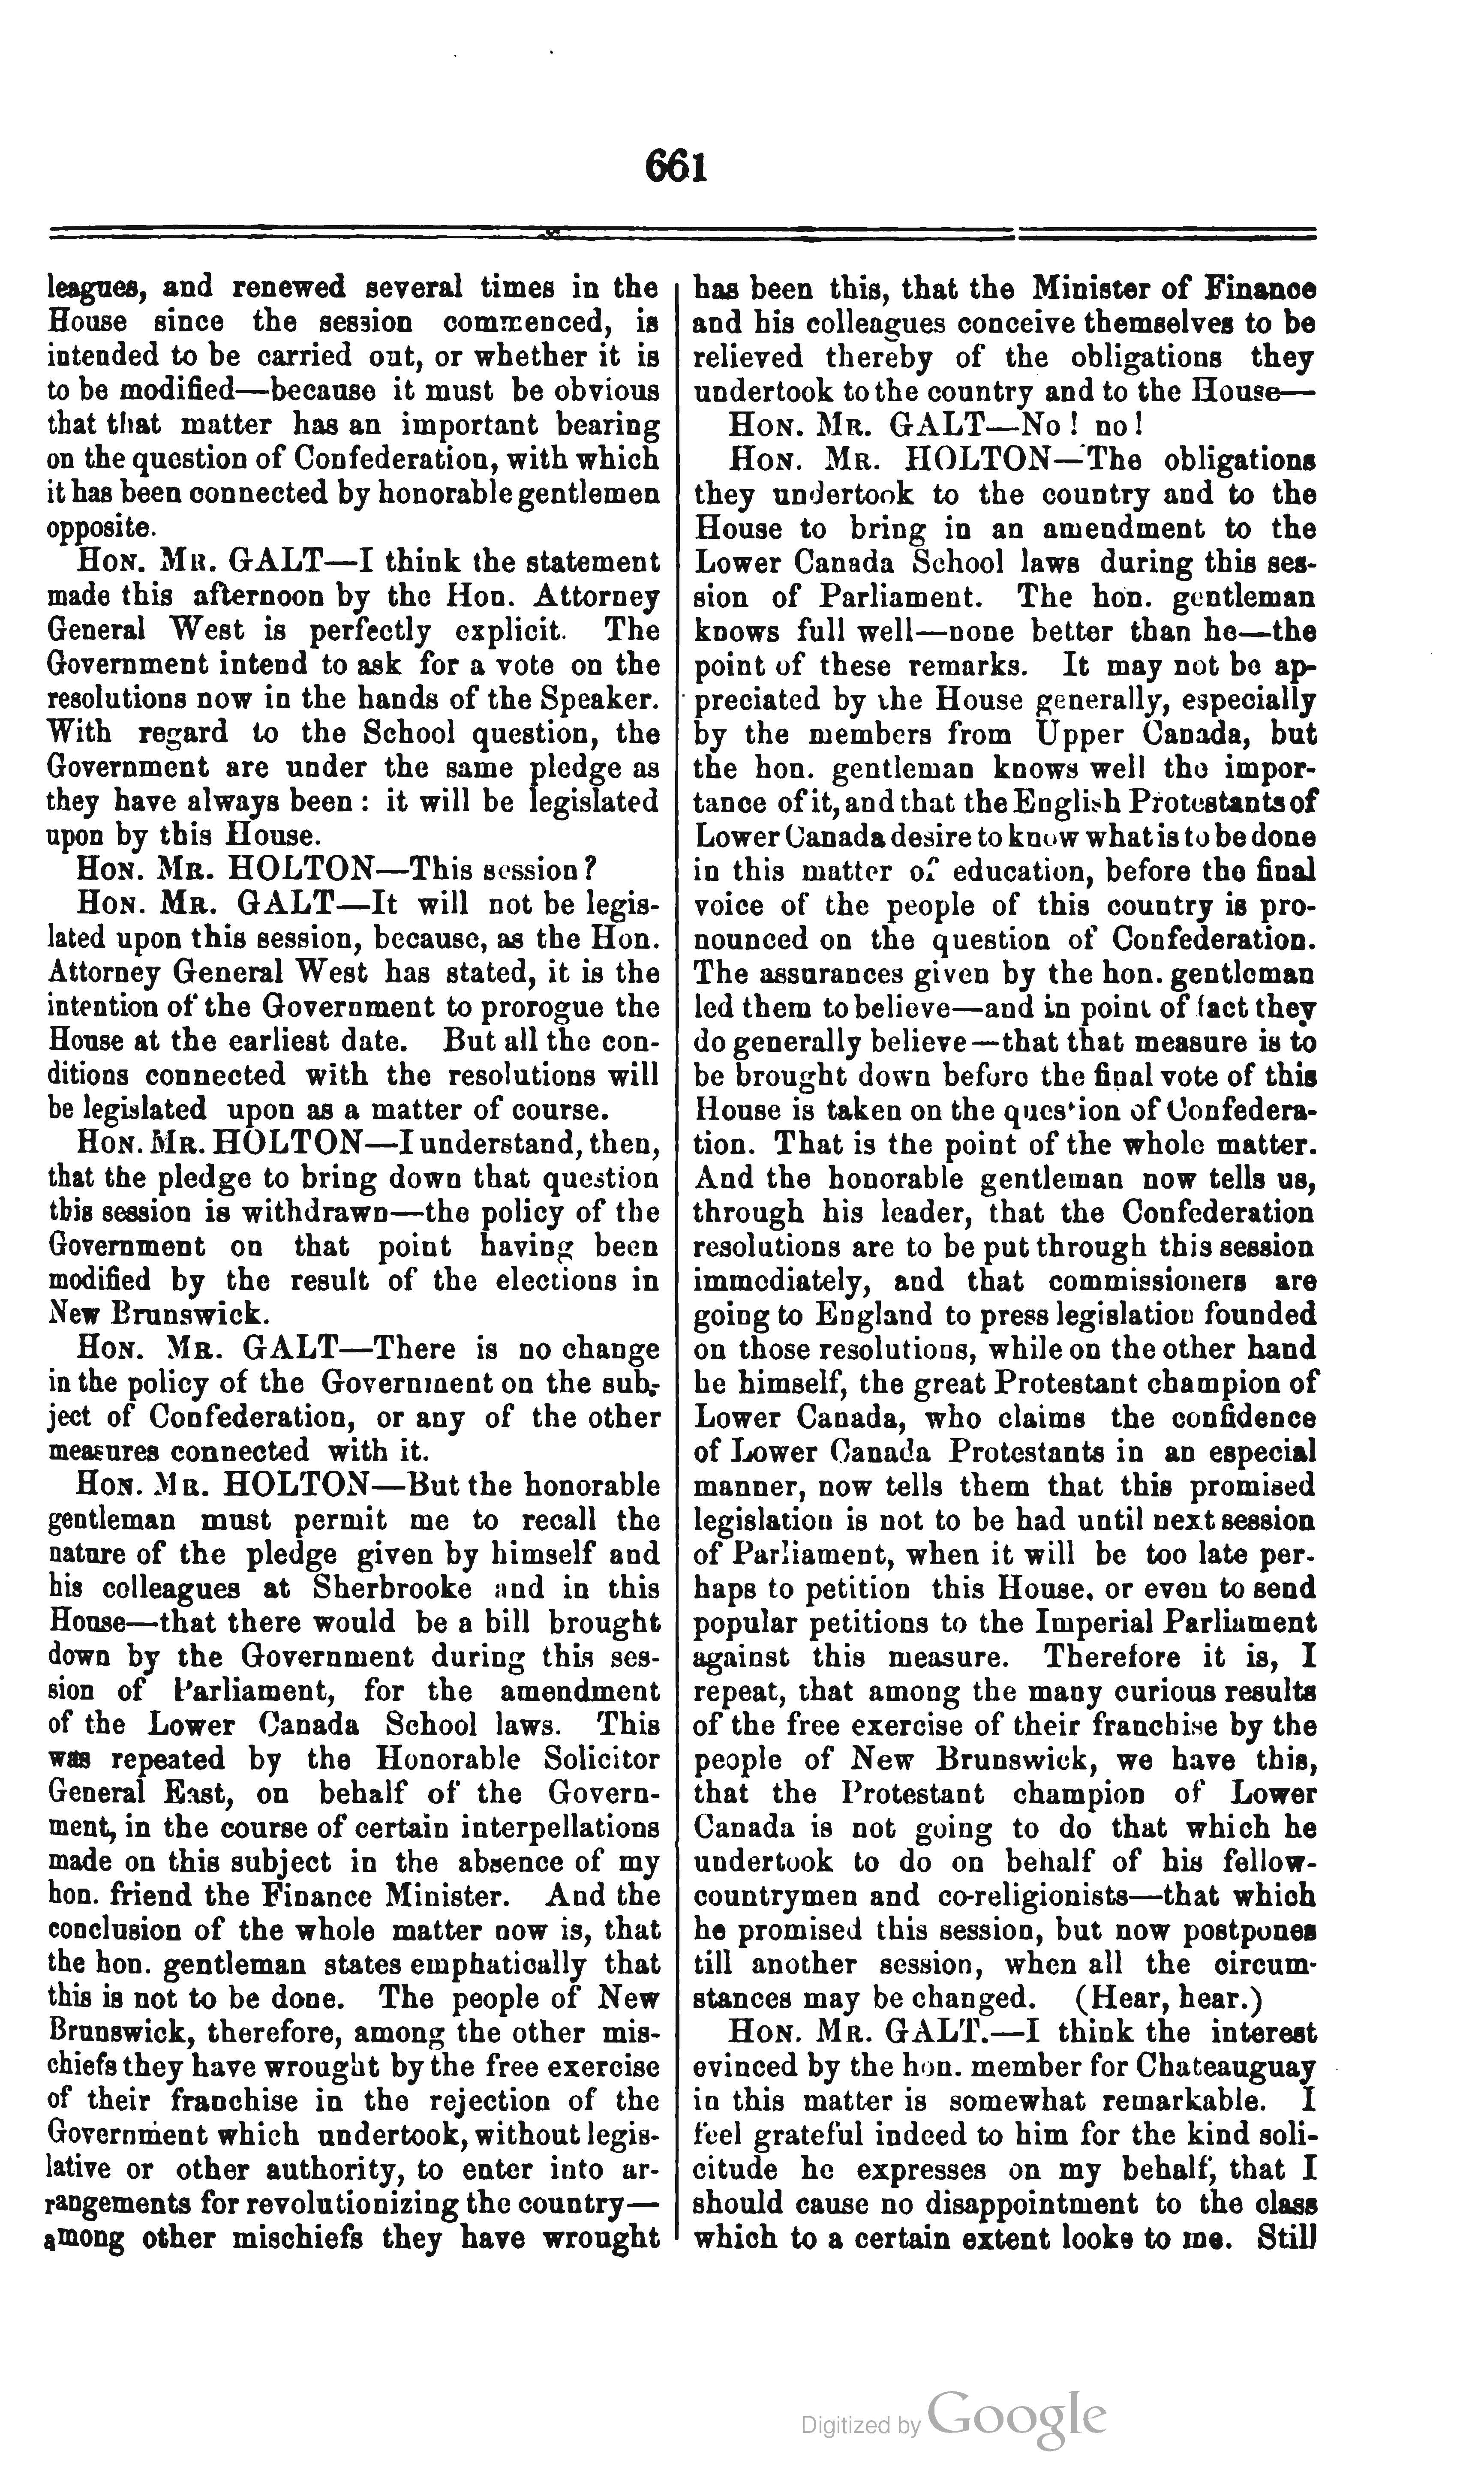 661
leagues, and renewed several times in the
House since the session commenced, is
intended to be carried out, or whether it is
to be modified—because it must be obvious
that that matter has an important bearing
on the question of Confederation, with which
it has been connected by honorable gentlemen
opposite.
HON. MR. GALT—I think the statement
made this afternoon by the Hon. Attorney
General West is perfectly explicit. The
Government intend to ask for a vote on the
resolutions now in the hands of the Speaker.
With regard to the School question, the
Government are under the same pledge as
they have always been : it will be legislated
upon by this House.
HON. MR. HOLTON—This session?
HON. MR. GALT—It will not be legis-
lated upon this session, because, as the Hon.
Attorney General West has stated, it is the
intention of the Government to prorogue the
House at the earliest date. But all the con-
ditions connected with the resolutions will
be legislated upon as a matter of course.
HON. MR. HOLTON—I understand, then,
that the pledge to bring down that question
this session is withdrawn—the policy of the
Government on that point having been
modified by the result of the elections in
New Brunswick.
HON. MR. GALT—There is no change
in the policy of the Government on the sub-
ject of Confederation, or any of the other
measures connected with it.
HON. MR. HOLTON—But the honorable
gentleman must permit me to recall the
nature of the pledge given by himself and
his colleagues at Sherbrooke and in this
House—that there would be a bill brought
down by the Government during this ses-
sion of Parliament, for the amendment
of the Lower Canada School laws. This
was repeated by the Honorable Solicitor
General East, on behalf of the Govern-
ment, in the course of certain interpellations
made on this subject in the absence of my
hon. friend the Finance Minister. And the
conclusion of the whole matter now is, that
the hon. gentleman states emphatically that
this is not to be done. The people of New
Brunswick, therefore, among the other mis-
chiefs they have wrought by the free exercise
of their franchise in the rejection of the
Government which undertook, without legis-
lative or other authority, to enter into ar-
rangements for revolutionizing the country—
among other mischiefs they have wrought
has been this, that the Minister of Finance
and his colleagues conceive themselves to be
relieved thereby of the obligations they
undertook to the country and to the House—
HON. MR. GALT—No ! no !
HON. MR. HOLTON—The obligations
they undertook to the country and to the
House to bring in an amendment to the
Lower Canada School laws during this ses-
sion of Parliament. The hon. gentleman
knows full well—none better than he—the
point of these remarks. It may not be ap-
preciated by the House generally, especially
by the members from Upper Canada, but
the hon. gentleman knows well the impor-
tance of it, and that the English Protestants of
Lower Canada desire to know what is to be done
in this matter of education, before the final
voice of the people of this country is pro-
nounced on the question of Confederation.
The assurances given by the hon. gentleman
led them to believe—and in point of fact they
do generally believe—that that measure is to
be brought down before the final vote of this
House is taken on the question of Confedera-
tion. That is the point of the whole matter.
And the honorable gentleman now tells us,
through his leader, that the Confederation
resolutions are to be put through this session
immediately, and that commissioners are
going to England to press legislation founded
on those resolutions, while on the other hand
he himself, the great Protestant champion of
Lower Canada, who claims the confidence
of Lower Canada Protestants in an especial
manner, now tells them that this promised
legislation is not to be had until next session
of Parliament, when it will be too late per-
haps to petition this House, or even to send
popular petitions to the Imperial Parliament
against this measure. Therefore it is, I
repeat, that among the many curious results
of the free exercise of their franchise by the
people of New Brunswick, we have this,
that the Protestant champion of Lower
Canada is not going to do that which he
undertook to do on behalf of his fellow-
countrymen and co-religionists—that which
he promised this session, but now postpones
till another session, when all the circum-
stances may be changed. (Hear, hear.)
HON. MR. GALT.—I think the interest
evinced by the hon. member for Chateauguay
in this matter is somewhat remarkable. I
feel grateful indeed to him for the kind soli-
citude he expresses on my behalf, that I
should cause no disappointment to the class
which to a certain extent looks to me. Still
Digitized by Google